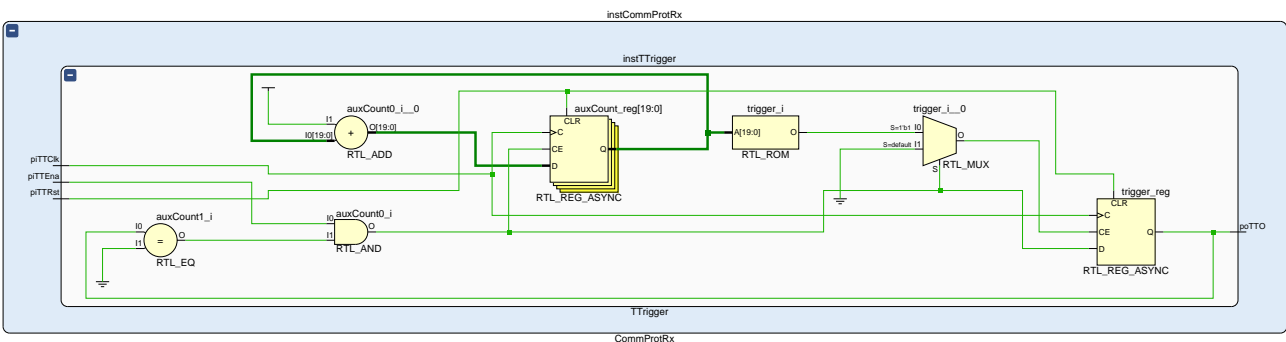 instCommProtRx
instTTrigger
auxCount0_i__0
I1
I0[19:0]
+
O[19:0]
RTL_ADD
auxCount_reg[19:0]
CLR
C
CE
D
Q
RTL_REG_ASYNC
trigger_i
A[19:0]
O
RTL_ROM
trigger_i__0
S=1'b1
I0
S=default
I1
O
S
RTL_MUX
piTTClk
piTTEna
piTTRst
auxCount1_i
I0
I1
=
O
RTL_EQ
auxCount0_i
I0
I1
O
RTL_AND
trigger_reg
CLR
C
CE
D
Q
RTL_REG_ASYNC
poTTO
TTrigger
CommProtRx